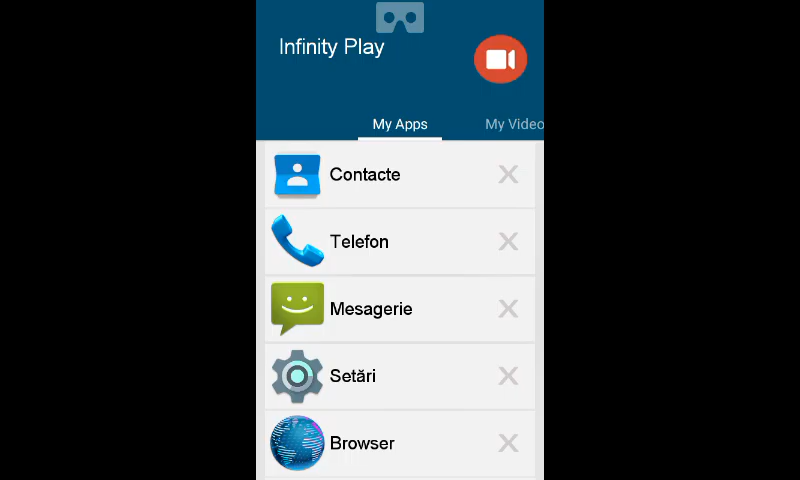 Infinity Play
My Apps
My Video
Contacte
Telefon
Mesagerie
Setări
Browser